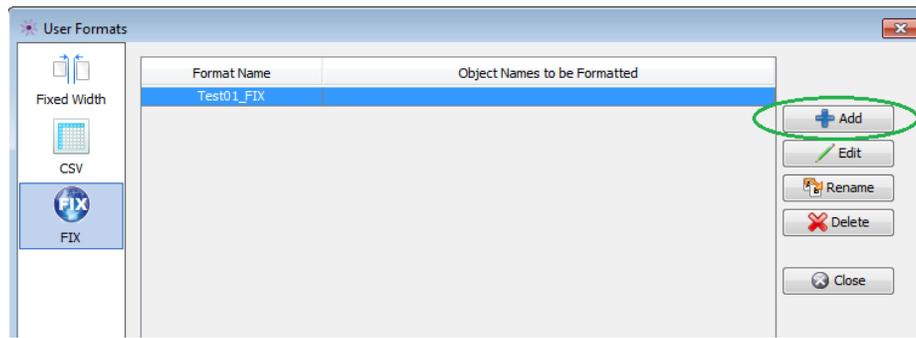 User Formats
Fixed Width
CSV
FIX
FIX
Format Name Object Names to be Formatted
Test01_FIX
Add
Edit
Rename
Delete
Close